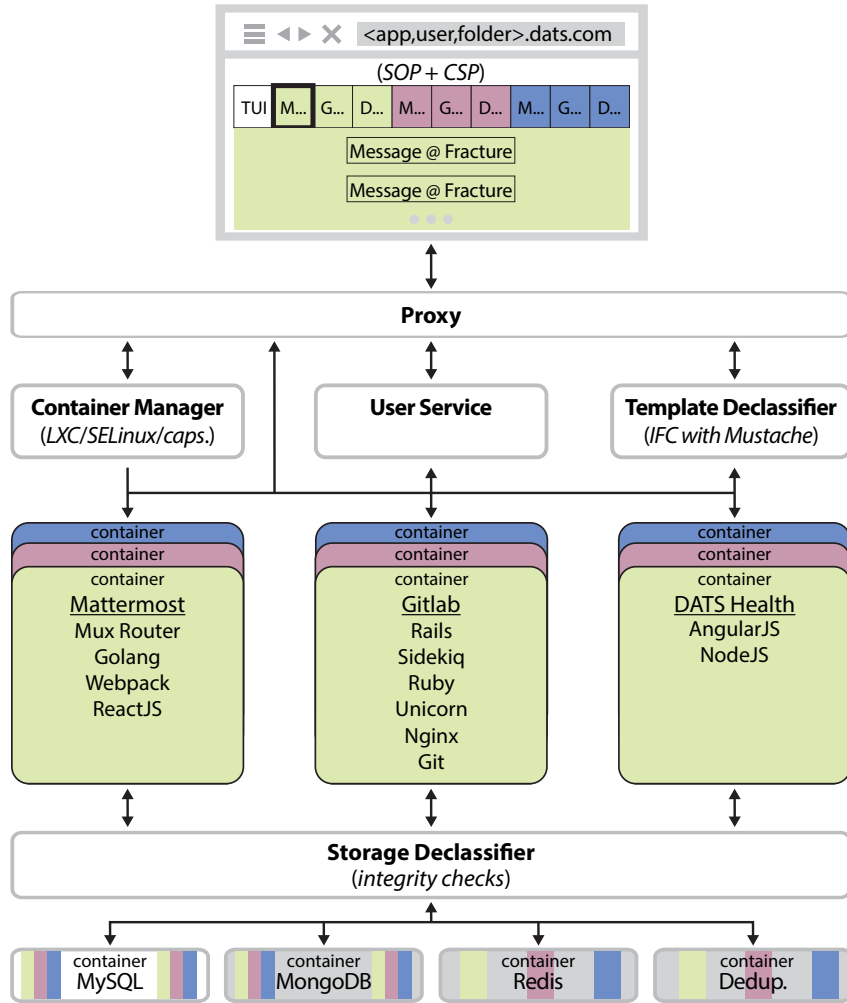 <app,user,folder>.dats.com
(SOP + CSP)
TUI M... G... D... M... G... D... M... G... D...
Message @ Fracture
Message @ Fracture
Proxy
Container Manager
(LXC/SELinux/caps.)
User Service
Template Declassifier
(IFC with Mustache)
container
container
container
Mattermost
Mux Router
Golang
Webpack
ReactJS
container
container
container
Gitlab
Rails
Sidekiq
Ruby
Unicorn
Nginx
Git
container
container
container
DATS Health
AngularJS
NodeJS
Storage Declassifier
(integrity checks)
container
MySQL
container
MongoDB
container
Redis
container
Dedup.